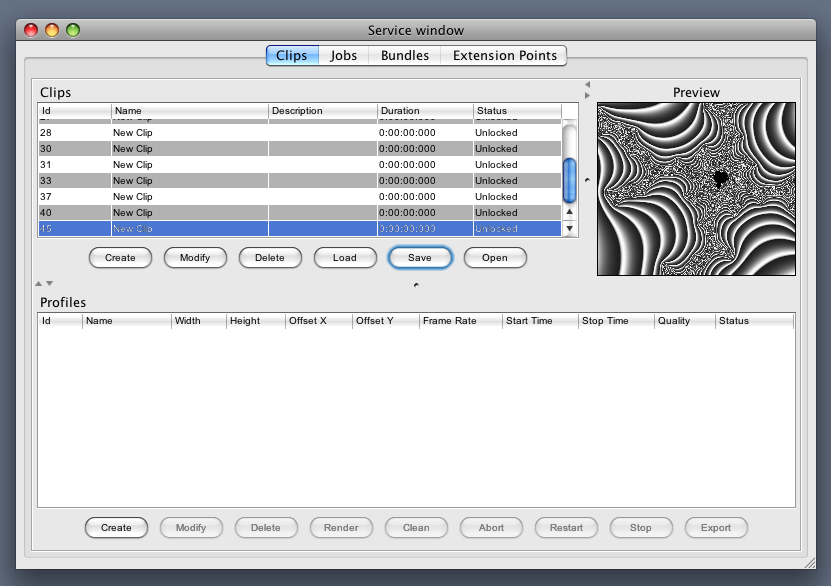 Service window
Clips Jobs Bundles Extension Points
Clips
Preview
Id Name Description Duration Status
28 New Clip 0:00:00:000 Unlocked
30 New Clip 0:00:00:000 Unlocked
31 New Clip 0:00:00:000 Unlocked
33 New Clip 0:00:00:000 Unlocked
37 New Clip 0:00:00:000 Unlocked
40 New Clip 0:00:00:000 Unlocked
45 New Clip 0:00:00:000 Unlocked
Create Modify Delete Load Save Open
Profiles
Id Name Width Height Offset X Offset Y Frame Rate Start Time Stop Time Quality Status
Create Modify Delete Render Clean Abort Restart Stop Export